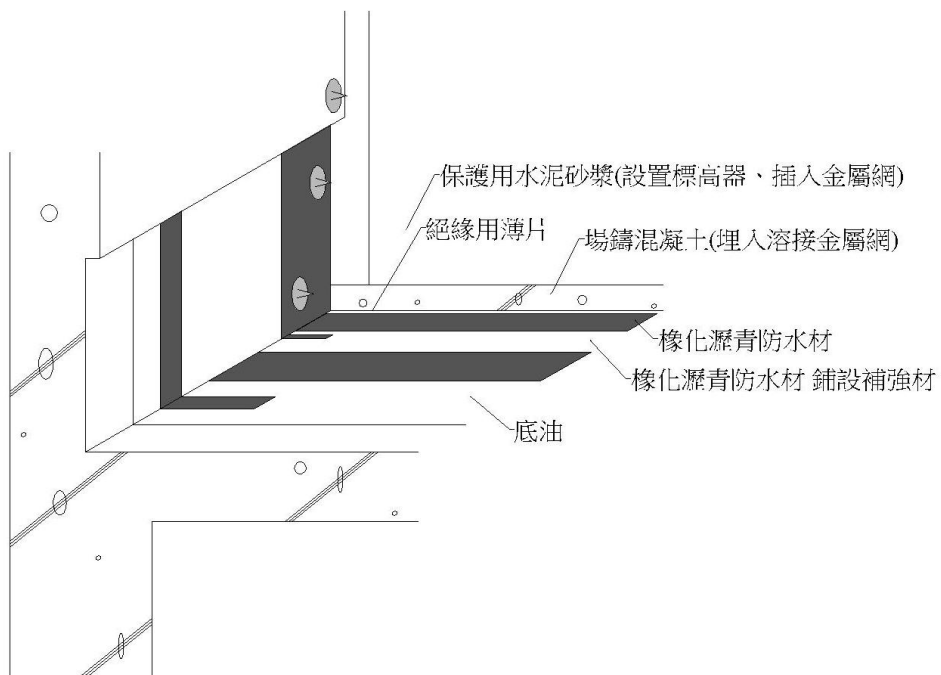 保護用水泥砂漿(設置標高器、插入金屬網)
絕緣用薄片
場鑄混凝土(埋入溶接金屬網)
橡化瀝青防水材
橡化瀝青防水材 鋪設補強材
底油